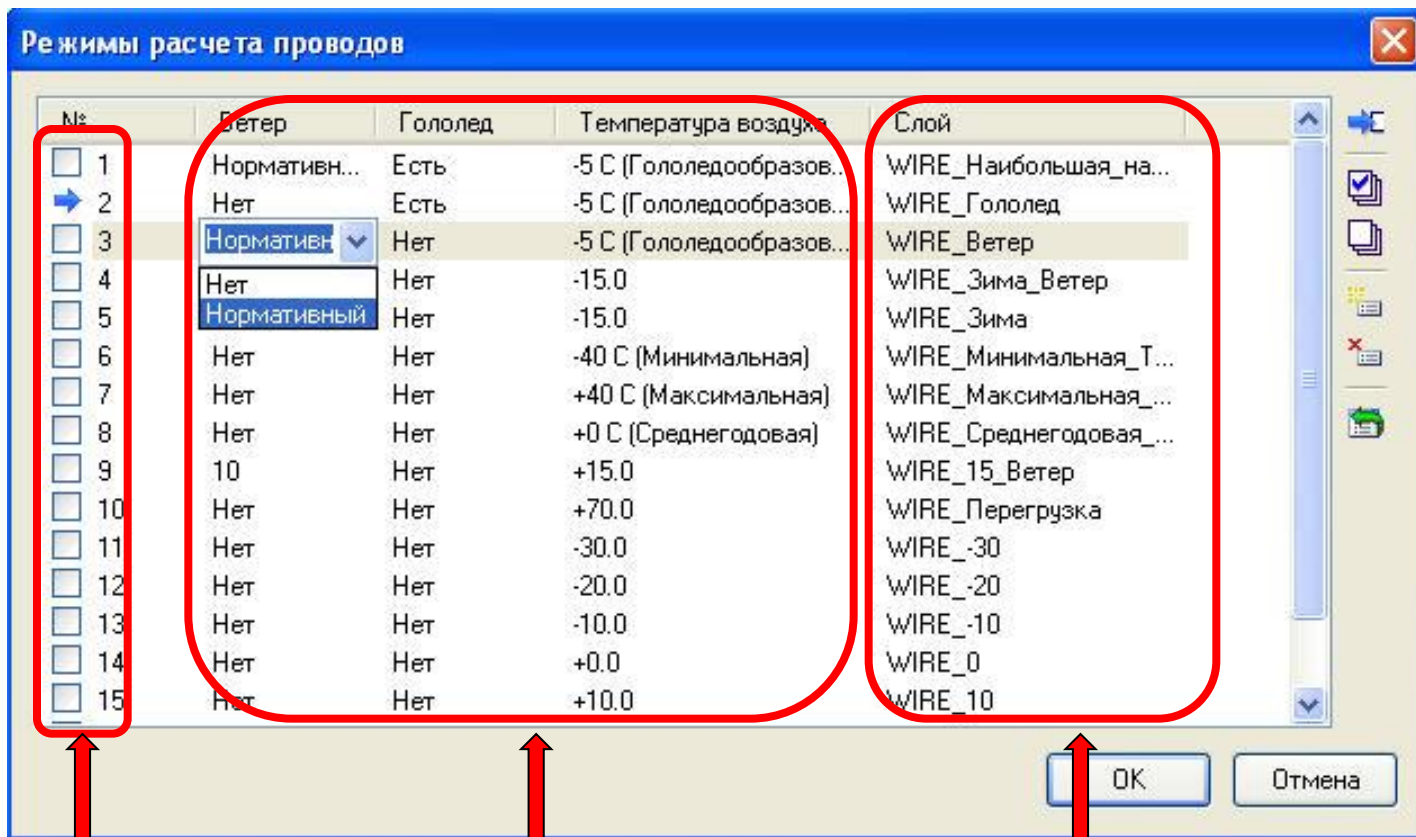 Режимы расчета проводов
№ Ветер Гололед Температура воздуха Слой
1 Нормативн... Есть -5 C (Гололедообразов... WIRE_Наибольшая_на...
2 Нет Есть -5 C (Гололедообразов... WIRE_Гололед
3 Нормативн Нет -5 C (Гололедообразов... WIRE_Ветер
4 Нет Нет -15.0 WIRE_Зима_Ветер
5 Нормативный Нет -15.0 WIRE_Зима
6 Нет Нет -40 C (Минимальная) WIRE_Минимальная_Т...
7 Нет Нет +40 C (Максимальная) WIRE_Максимальная_...
8 Нет Нет +0 C (Среднегодовая) WIRE_Среднегодовая_...
9 10 Нет +15.0 WIRE_15_Ветер
10 Нет Нет +70.0 WIRE_Перегрузка
11 Нет Нет -30.0 WIRE_-30
12 Нет Нет -20.0 WIRE_-20
13 Нет Нет -10.0 WIRE_-10
14 Нет Нет +0.0 WIRE_0
15 Нет Нет +10.0 WIRE_10
OK Отмена